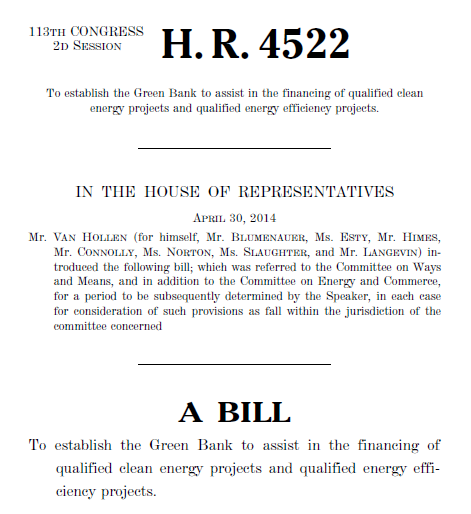 113TH CONGRESS
2D SESSION
H. R. 4522
To establish the Green Bank to assist in the financing of qualified clean
energy projects and qualified energy efficiency projects.
IN THE HOUSE OF REPRESENTATIVES
APRIL 30, 2014
Mr. VAN HOLLEN (for himself, Mr. BLUMENAUER, Ms. ESTY, Mr. HIMES,
Mr. CONNOLLY, Ms. NORTON, Ms. SLAUGHTER, and Mr. LANGEVIN) in-
troduced the following bill; which was referred to the Committee on Ways
and Means, and in addition to the Committee on Energy and Commerce,
for a period to be subsequently determined by the Speaker, in each case
for consideration of such provisions as fall within the jurisdiction of the
committee concerned
A BILL
To establish the Green Bank to assist in the financing of
qualified clean energy projects and qualified energy effi-
ciency projects.